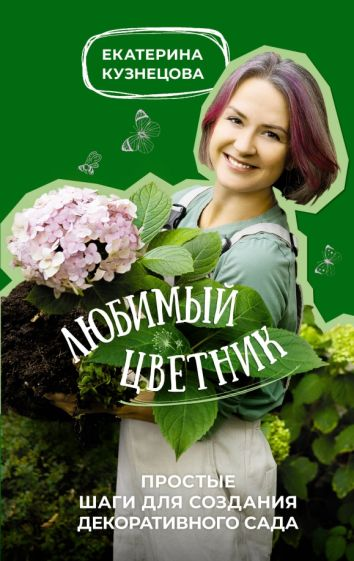 ЕКАТЕРИНА
КУЗНЕЦОВА
ЛЮБИМЫЙ
ЦВЕТНИК
ПРОСТЫЕ
ШАГИ ДЛЯ СОЗДАНИЯ
ДЕКОРАТИВНОГО САДА